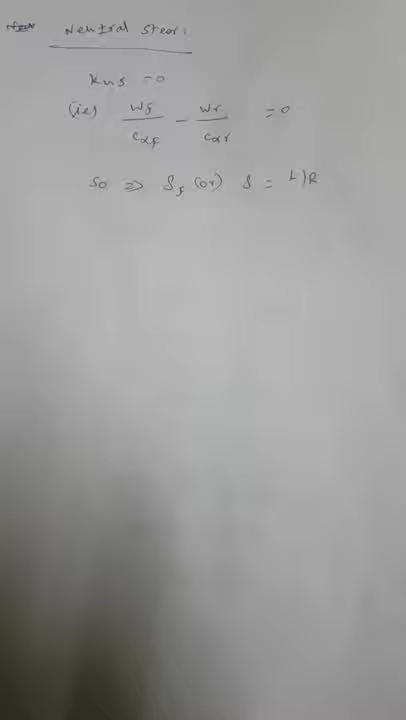 Neutral Steer:
Kus = 0
(ie) Wf/Cαf - Wr/Cαr = 0
so ⇒ δf (or) δ = L/R